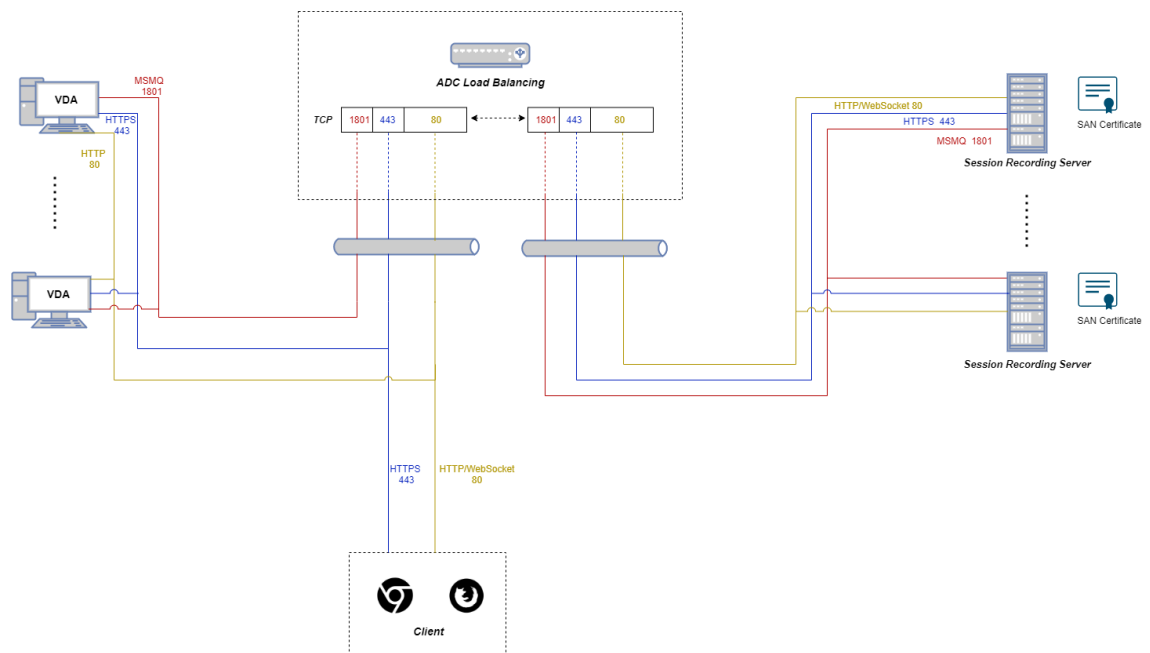 ADC Load Balancing
TCP
1801
443
80
1801
443
80
VDA
MSMQ
1801
HTTPS
443
HTTP
80
VDA
HTTP/WebSocket 80
HTTPS 443
MSMQ 1801
Session Recording Server
SAN Certificate
Session Recording Server
SAN Certificate
HTTPS
443
HTTP/WebSocket
80
Client